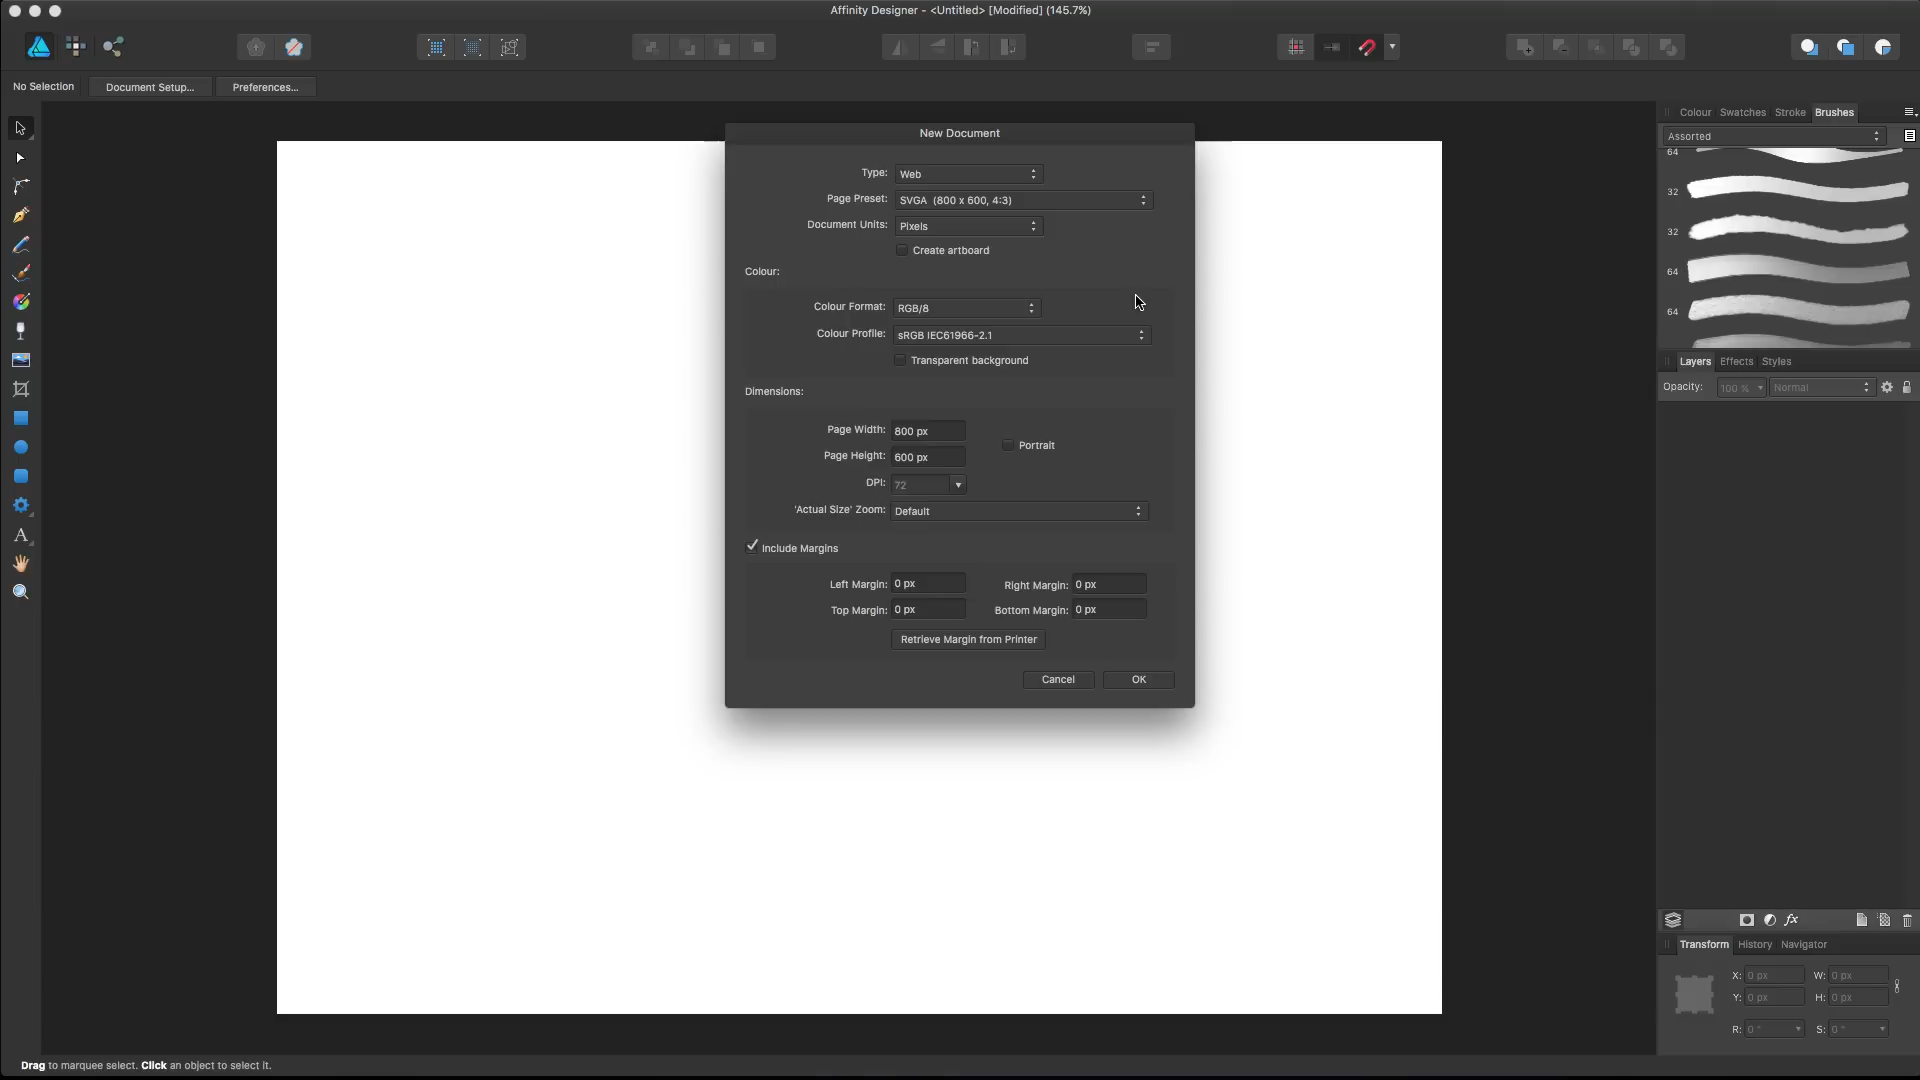 Affinity Designer - <Untitled> [Modified] (145.7%)
No Selection
Document Setup...
Preferences...
Colour Swatches Stroke Brushes
Assorted
64
32
32
64
64
Layers Effects Styles
Opacity: 100 % Normal
New Document
Type: Web
Page Preset: SVGA (800 x 600, 4:3)
Document Units: Pixels
Create artboard
Colour:
Colour Format: RGB/8
Colour Profile: sRGB IEC61966-2.1
Transparent background
Dimensions:
Page Width: 800 px
Portrait
Page Height: 600 px
DPI: 72
'Actual Size' Zoom: Default
Include Margins
Left Margin: 0 px Right Margin: 0 px
Top Margin: 0 px Bottom Margin: 0 px
Retrieve Margin from Printer
Cancel OK
fx
Transform History Navigator
X: 0 px W: 0 px
Y: 0 px H: 0 px
R: 0 ° S: 0 °
Drag to marquee select. Click an object to select it.